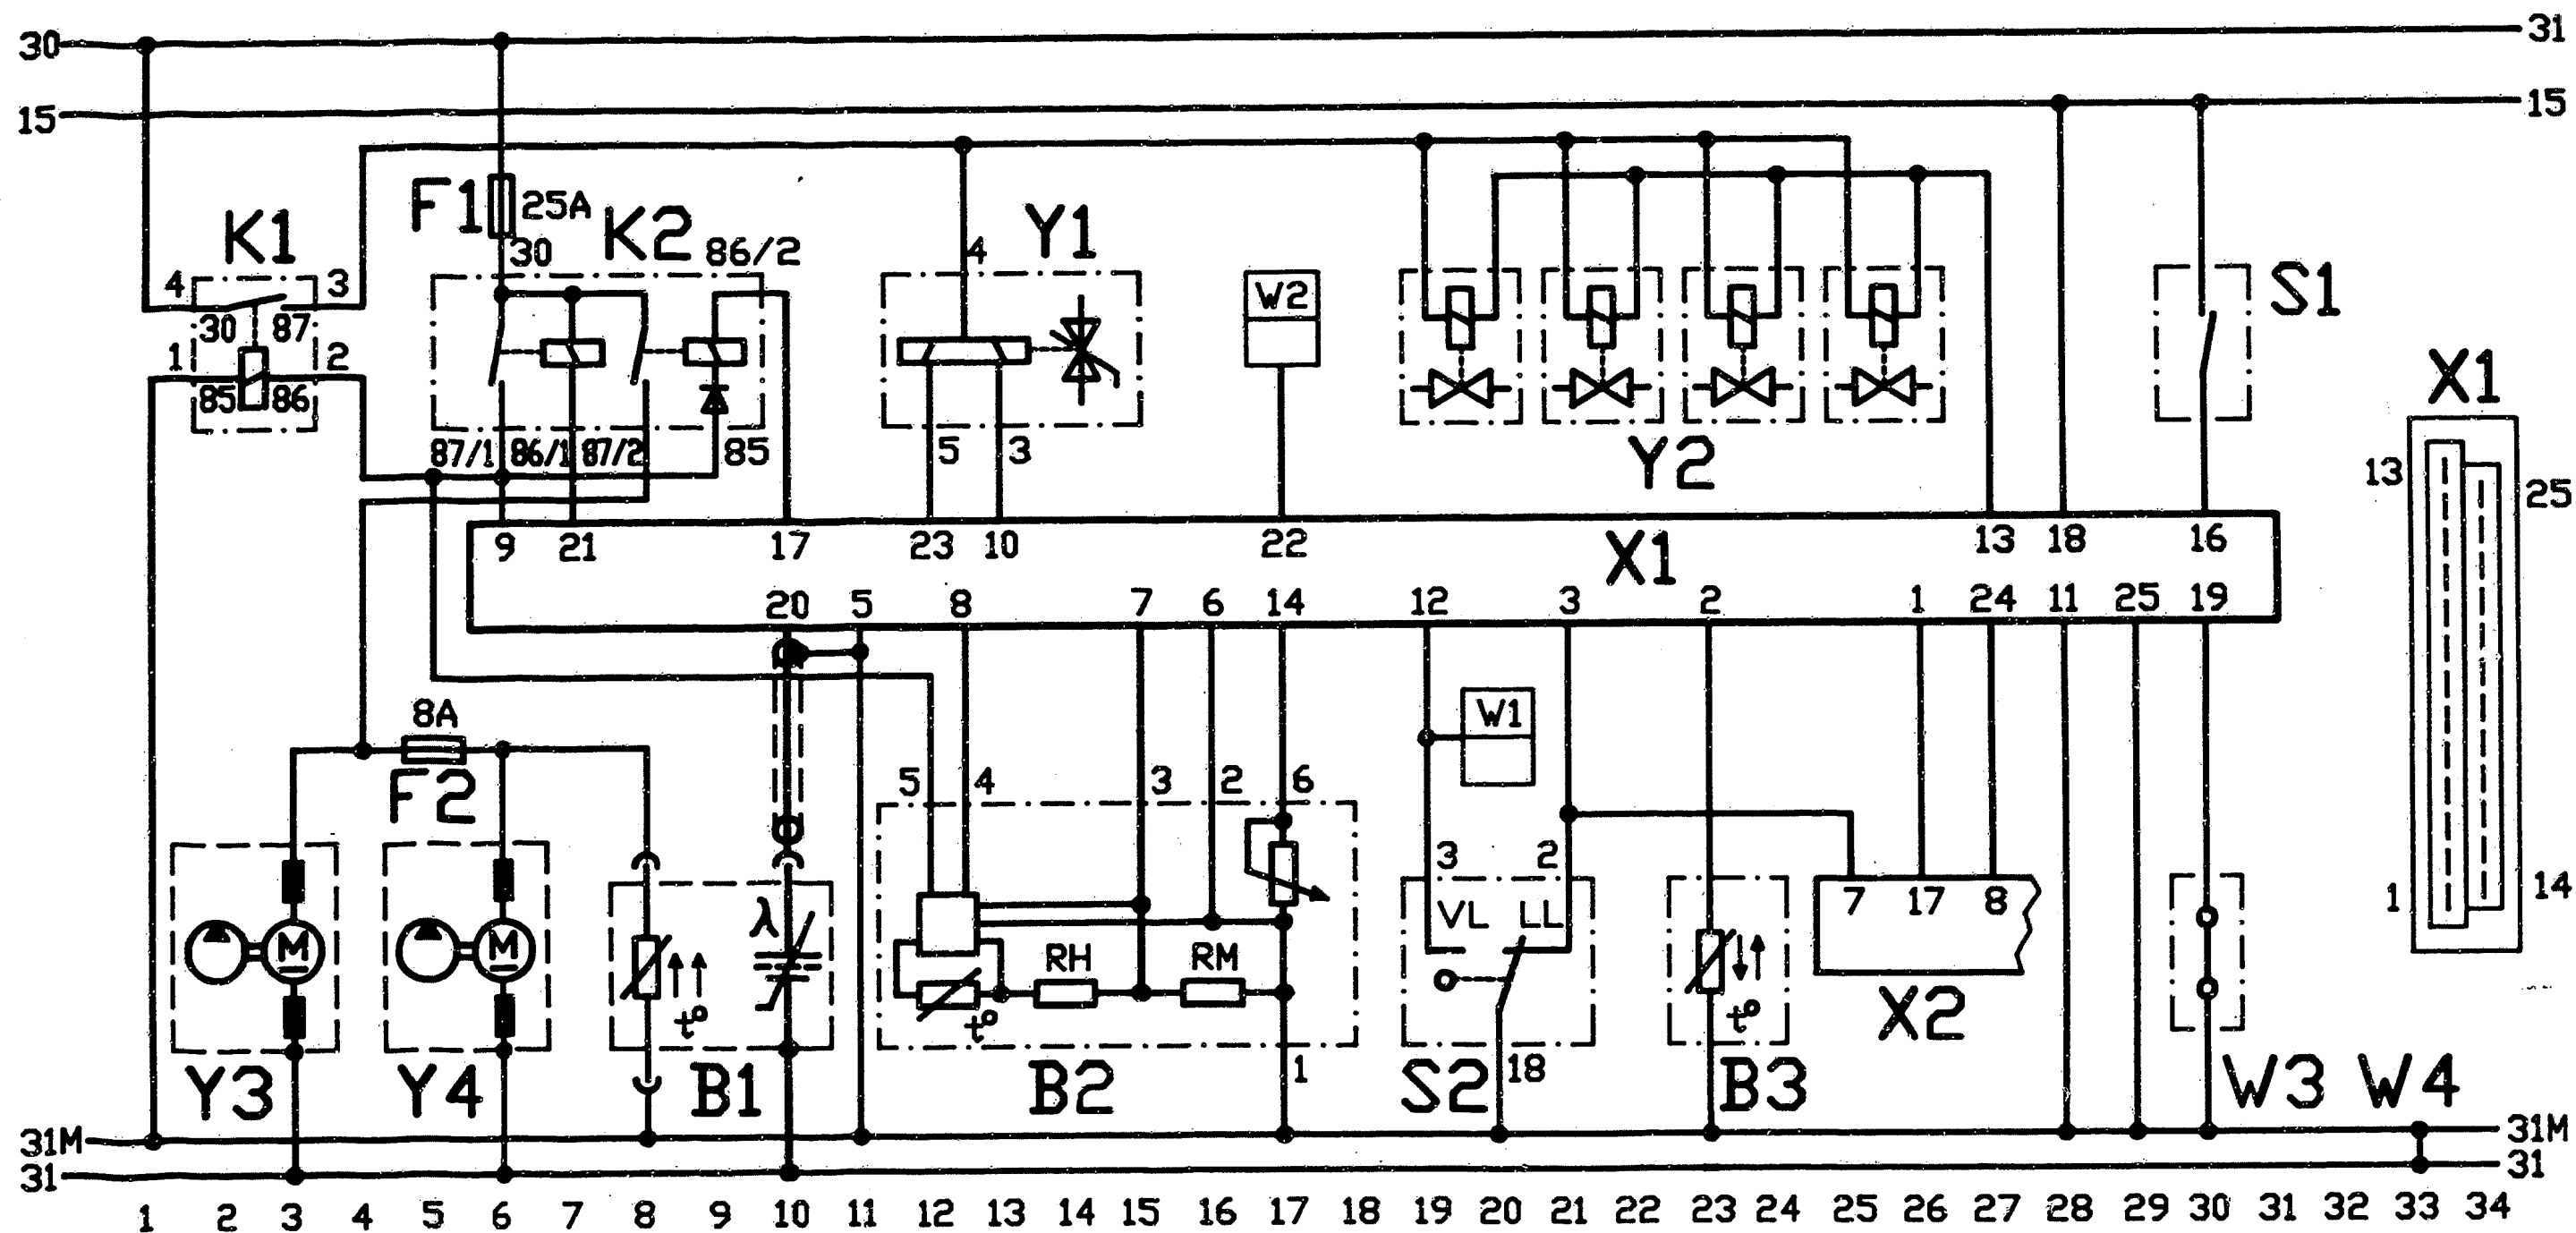 30 31
15 15
F1 25A
K1 30 K2 86/2 4 Y1
4 3 W2 S1
30 87
1 2 X1
85 86
87/1 86/1 87/2 85 5 3 Y2 13 25
9 21 17 23 10 22 X1 13 18 16
20 5 8 7 6 14 12 3 2 1 24 11 25 19
8A W1
F2 5 4 3 2 6
3 2
λ VL LL 7 17 8 1 14
M M RH RM
t° t° t° X2
Y3 Y4 B1 B2 1 S2 18 B3 W3 W4
31M 31M
31 31
1 2 3 4 5 6 7 8 9 10 11 12 13 14 15 16 17 18 19 20 21 22 23 24 25 26 27 28 29 30 31 32 33 34